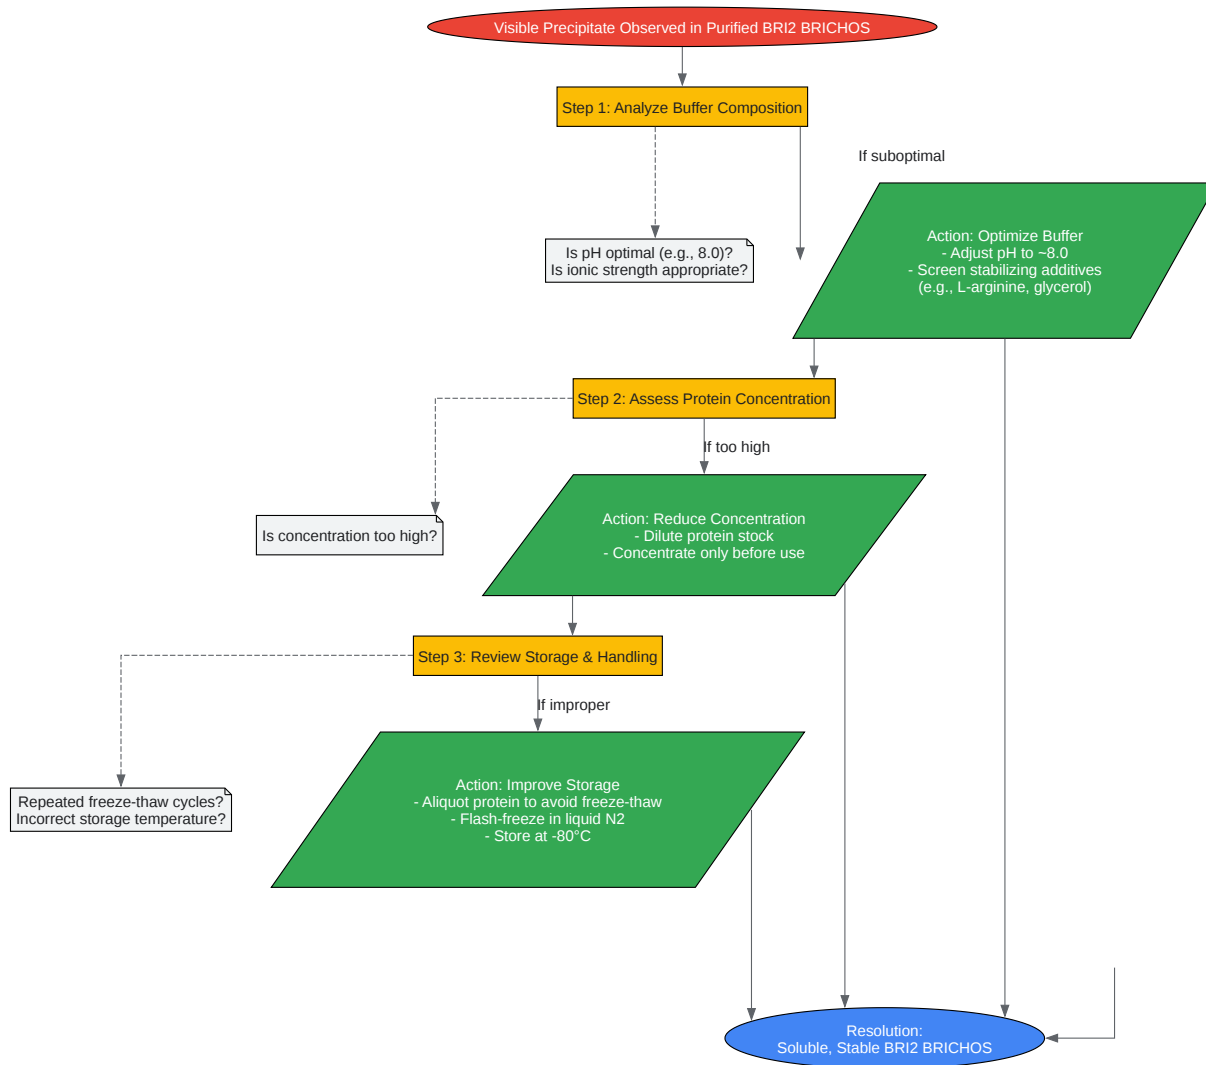 Visible Precipitate Observed in Purified BRI2 BRICHOS
Step 1: Analyze Buffer Composition
If suboptimal
Is pH optimal (e.g., 8.0)?
Is ionic strength appropriate?
Action: Optimize Buffer
- Adjust pH to ~8.0
- Screen stabilizing additives
(e.g., L-arginine, glycerol)
Step 2: Assess Protein Concentration
If too high
Is concentration too high?
Action: Reduce Concentration
- Dilute protein stock
- Concentrate only before use
Step 3: Review Storage & Handling
If improper
Repeated freeze-thaw cycles?
Incorrect storage temperature?
Action: Improve Storage
- Aliquot protein to avoid freeze-thaw
- Flash-freeze in liquid N2
- Store at -80°C
Resolution:
Soluble, Stable BRI2 BRICHOS